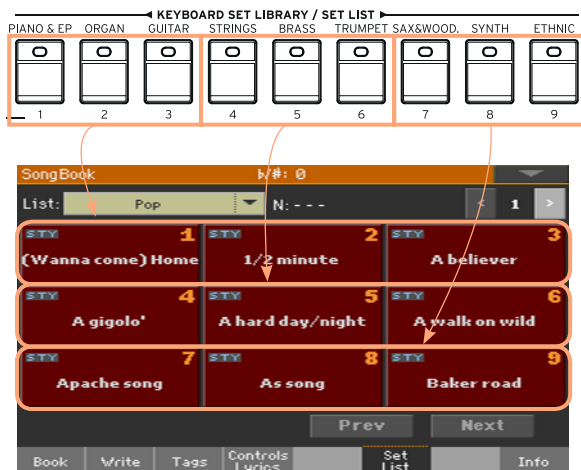 ◄ KEYBOARD SET LIBRARY / SET LIST ►
PIANO & EP ORGAN GUITAR STRINGS BRASS TRUMPET SAX&WOOD. SYNTH ETHNIC
1 2 3 4 5 6 7 8 9
SongBook ♭/#: 0
List: Pop N: --- < 1 >
STY 1 STY 2 STY 3
(Wanna come) Home 1/2 minute A believer
STY 4 STY 5 STY 6
A gigolo' A hard day/night A walk on wild
STY 7 STY 8 STY 9
Apache song As song Baker road
Prev Next
Book Write Tags Controls Lyrics Set List Info